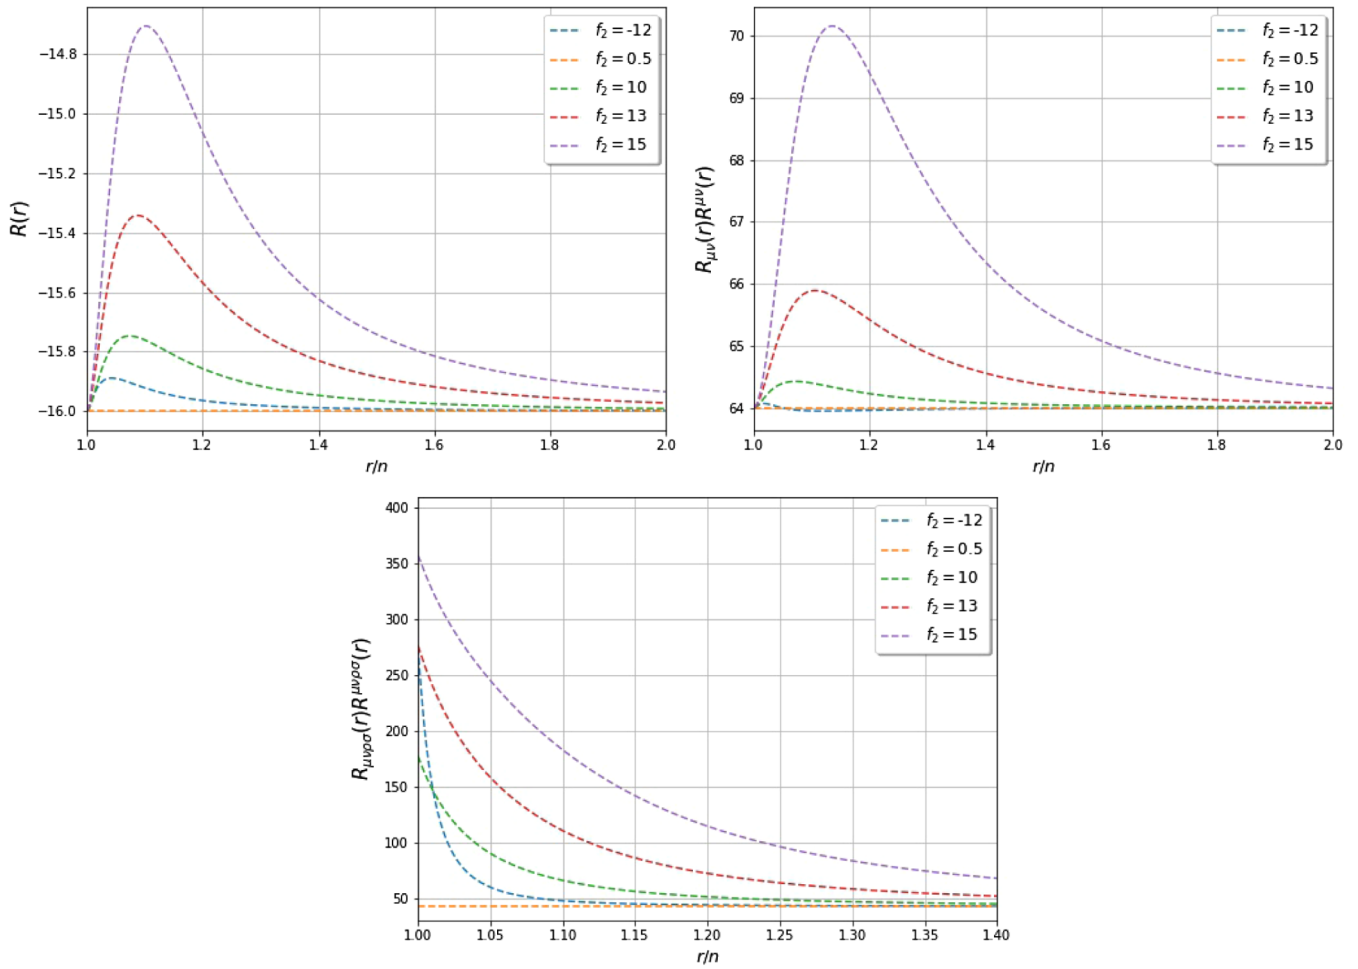 R(r)
−14.8
−15.0
−15.2
−15.4
−15.6
−15.8
−16.0
1.0 1.2 1.4 1.6 1.8 2.0
r/n
f₂ = -12
f₂ = 0.5
f₂ = 10
f₂ = 13
f₂ = 15
R_{μν}(r)R^{μν}(r)
70
69
68
67
66
65
64
1.0 1.2 1.4 1.6 1.8 2.0
r/n
f₂ = -12
f₂ = 0.5
f₂ = 10
f₂ = 13
f₂ = 15
R_{μνρσ}(r)R^{μνρσ}(r)
400
350
300
250
200
150
100
50
1.00 1.05 1.10 1.15 1.20 1.25 1.30 1.35 1.40
r/n
f₂ = -12
f₂ = 0.5
f₂ = 10
f₂ = 13
f₂ = 15